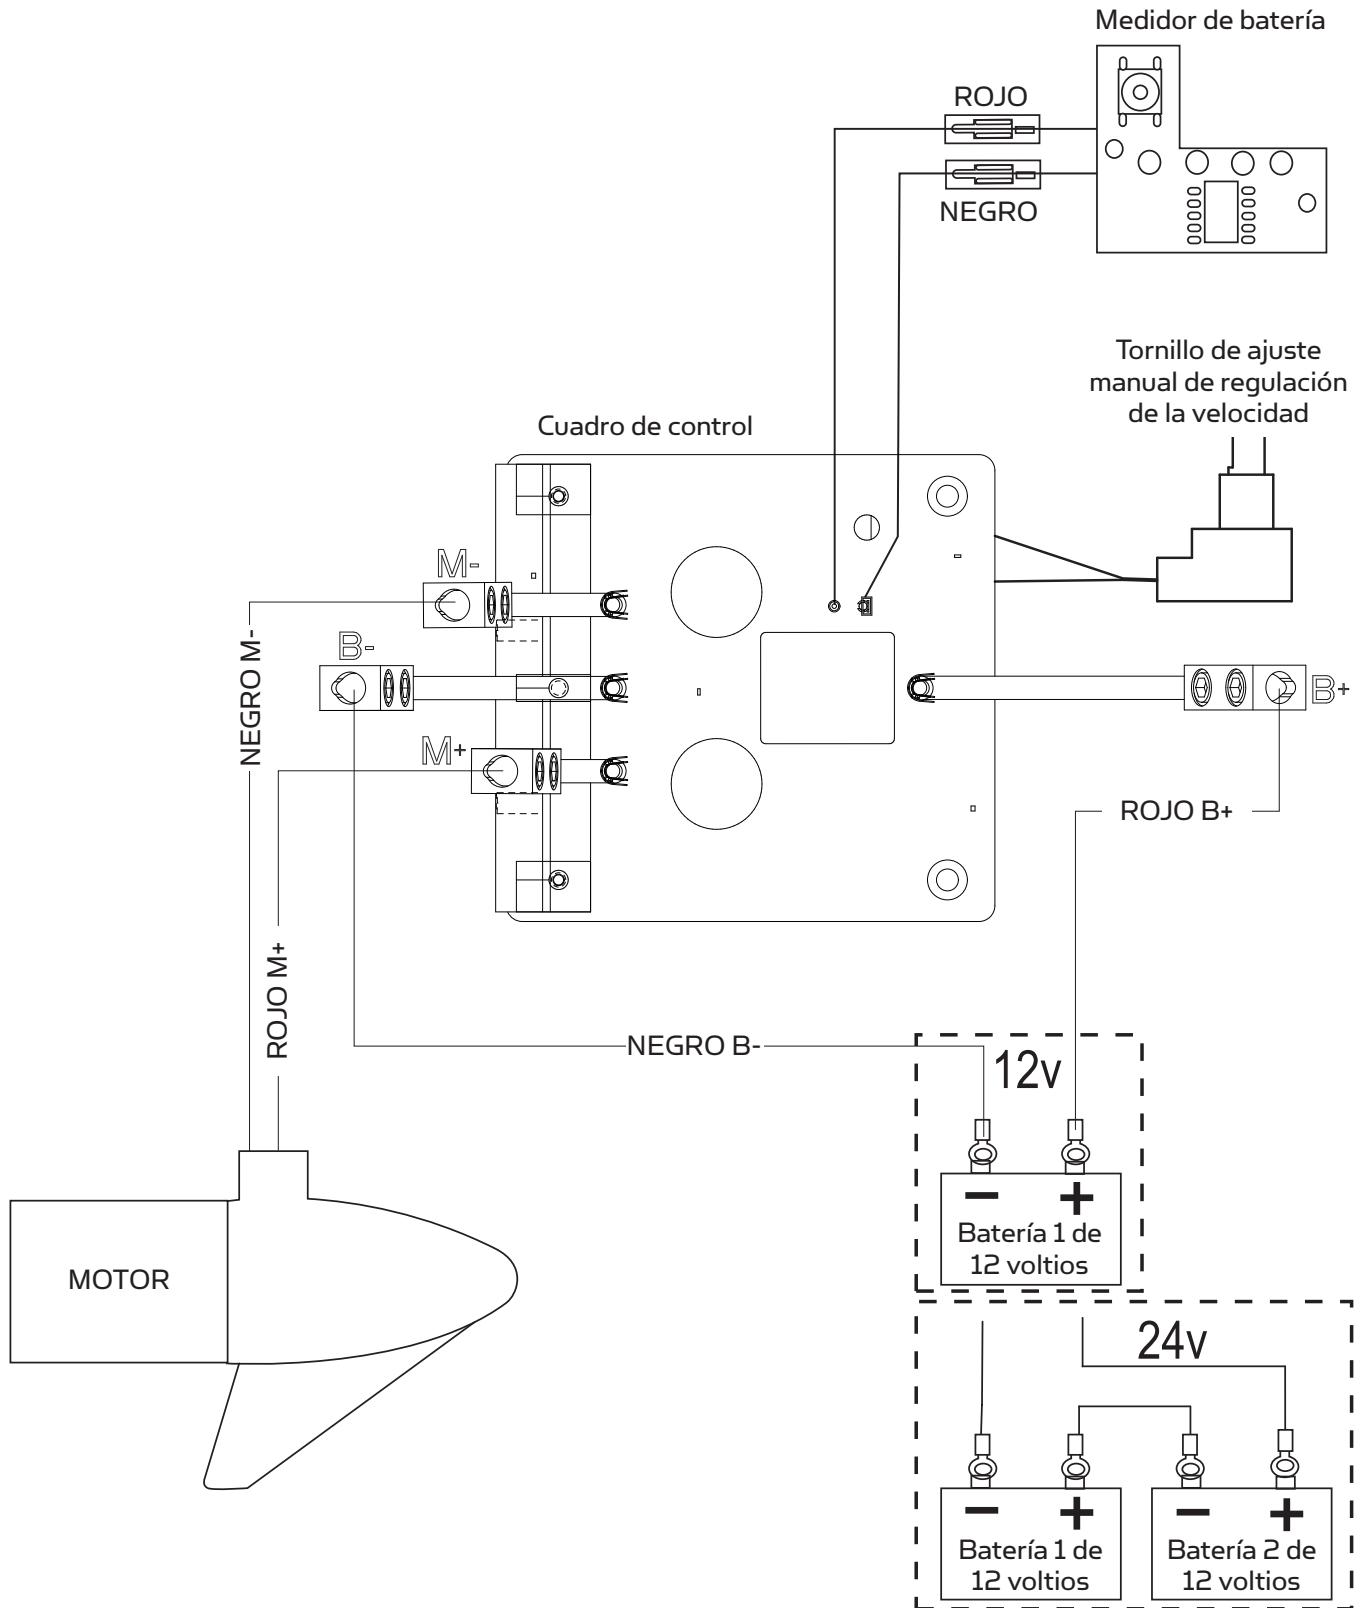 Medidor de batería
ROJO
NEGRO
Tornillo de ajuste
manual de regulación
de la velocidad
Cuadro de control
M-
B-
M+
B+
NEGRO M-
ROJO M+
ROJO B+
NEGRO B-
12v
- +
Batería 1 de
12 voltios
MOTOR
24v
- +
Batería 1 de
12 voltios
- +
Batería 2 de
12 voltios